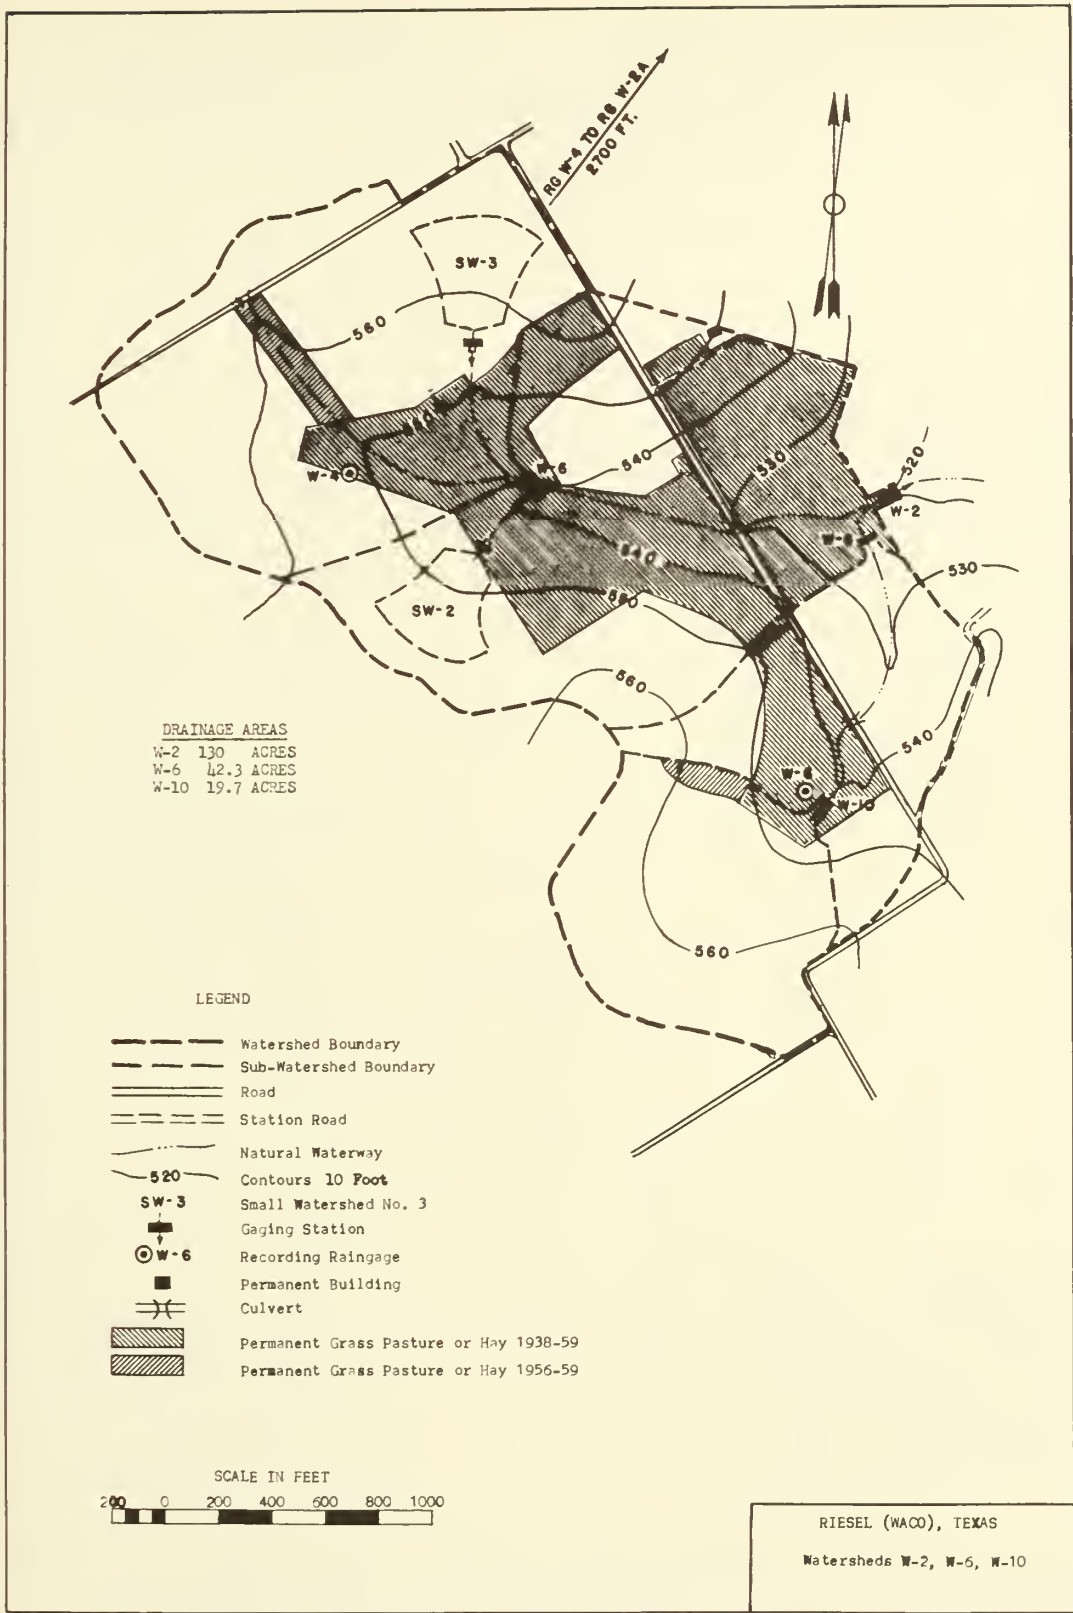 RG W-4 TO RG W-2A
2700 FT.
SW-3
560
540
530
520
W-6
W-4
W-2
540
530
SW-2
560
540
W-10
560
DRAINAGE AREAS
W-2 130 ACRES
W-6 42.3 ACRES
W-10 19.7 ACRES
LEGEND
Watershed Boundary
Sub-Watershed Boundary
Road
Station Road
Natural Waterway
520 Contours 10 Foot
SW-3 Small Watershed No. 3
Gaging Station
W-6 Recording Raingage
Permanent Building
Culvert
Permanent Grass Pasture or Hay 1938-59
Permanent Grass Pasture or Hay 1956-59
SCALE IN FEET
200 0 200 400 600 800 1000
RIESEL (WACO), TEXAS
Watersheds W-2, W-6, W-10